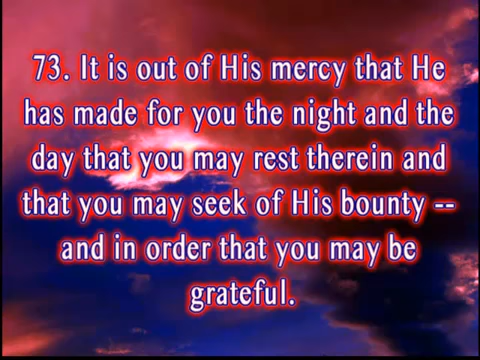 73. It is out of His mercy that He
has made for you the night and the
day that you may rest therein and
that you may seek of His bounty --
and in order that you may be
grateful.